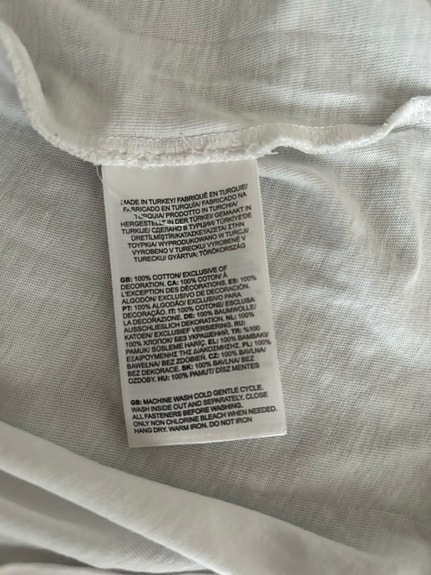 MADE IN TURKEY/ FABRIQUÉ EN TURQUIE/
FABRICADO EN TURQUÍA/ FABRICADO EM
TURQUIA/ PRODOTTO IN TURCHIA/
HERGESTELLT IN DER TÜRKEI/ GEMAAKT IN
TURKIJE/ СДЕЛАНО В ТУРЦИИ/ TÜRKİYE'DE
ÜRETİLMİŞTİR/ΚΑΤΑΣΚΕΥΑΖΕΤΑΙ ΣΤΗΝ
ΤΟΥΡΚΙΑ/ WYPRODUKOWANO W TURCJI/
VYROBENO V TURECKU/ VYROBENÉ V
TURECKU/ GYÁRTVA: TÖRÖKORSZÁG
GB: 100% COTTON/ EXCLUSIVE OF
DECORATION. CA: 100% COTON/ À
L'EXCEPTION DES DÉCORATIONS. ES: 100%
ALGODÓN/ EXCLUSIVO DE DECORACIÓN.
PT: 100% ALGODÃO/ EXCLUSIVO PARA
DECORAÇÃO. IT: 100% COTONE/ ESCLUSA
LA DECORAZIONE. DE: 100% BAUMWOLLE/
AUSSCHLIESLICH DEKORATION. NL: 100%
KATOEN/ EXCLUSIEF VERSIERING. RU:
100% ХЛОПОК/ БЕЗ УКРАШЕНИЙ. TR: %100
PAMUK/ SÜSLEME HARİÇ. EL: 100% ΒΑΜΒΑΚΙ/
ΕΞΑΙΡΟΥΜΕΝΗΣ ΤΗΣ ΔΙΑΚΟΣΜΗΣΗΣ. PL: 100%
BAWEŁNA/ BEZ ZDOBIEŃ. CZ: 100% BAVLNA/
BEZ DEKORACE. SK: 100% BAVLNA/ BEZ
OZDOBY. HU: 100% PAMUT/ DÍSZ MENTES
GB: MACHINE WASH COLD GENTLE CYCLE.
WASH INSIDE OUT AND SEPARATELY. CLOSE
ALL FASTENERS BEFORE WASHING.
ONLY NON CHLORINE BLEACH WHEN NEEDED.
HANG DRY. WARM IRON. DO NOT IRON